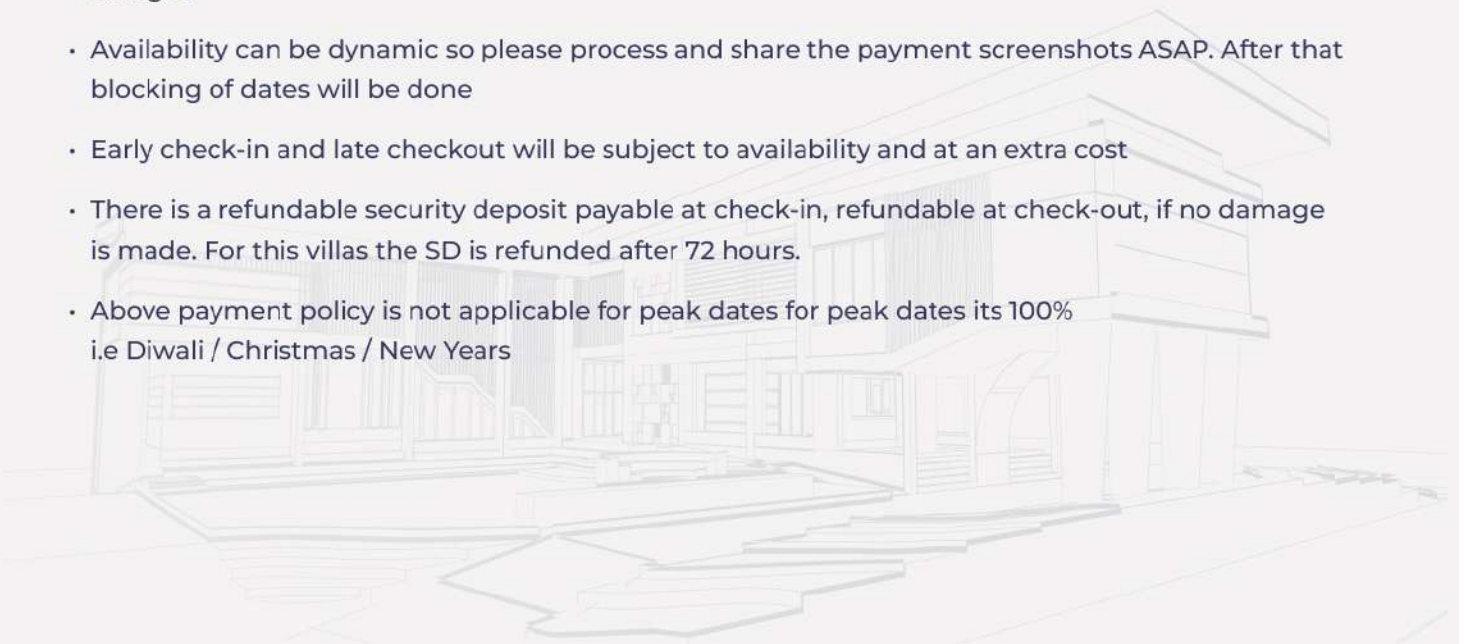 • Availability can be dynamic so please process and share the payment screenshots ASAP. After that
blocking of dates will be done
• Early check-in and late checkout will be subject to availability and at an extra cost
• There is a refundable security deposit payable at check-in, refundable at check-out, if no damage
is made. For this villas the SD is refunded after 72 hours.
• Above payment policy is not applicable for peak dates for peak dates its 100%
i.e Diwali / Christmas / New Years